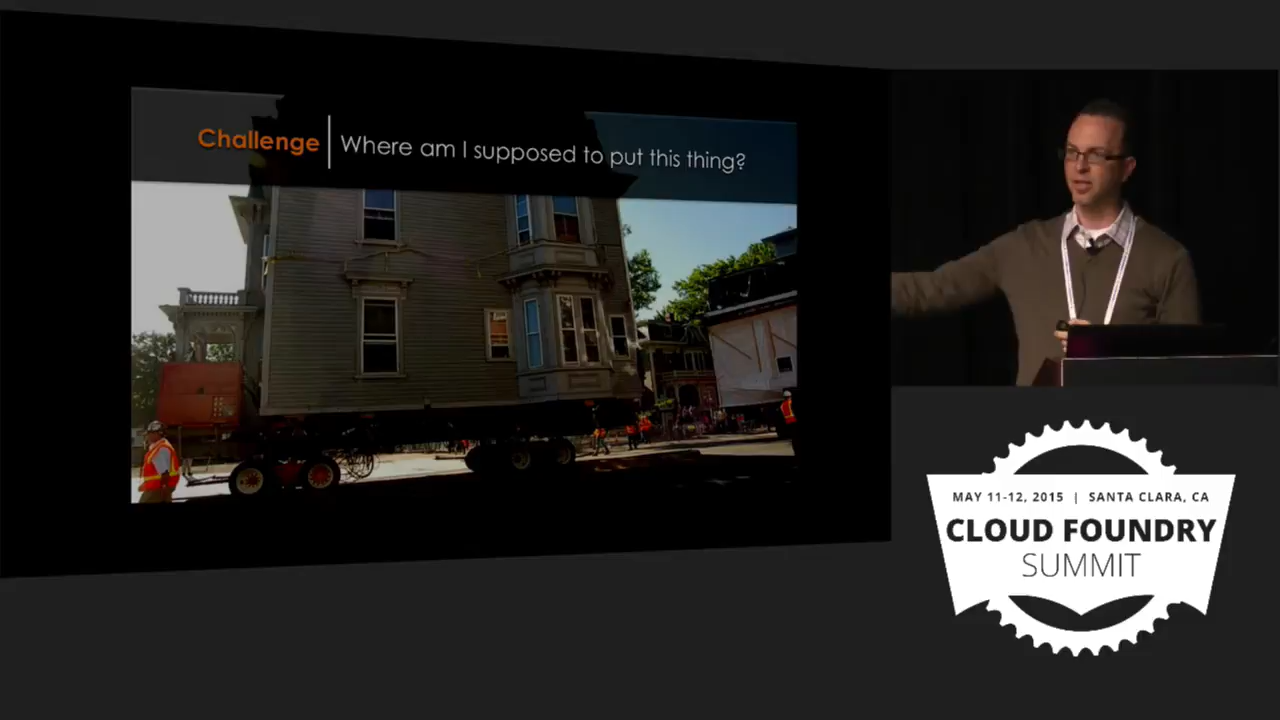 Challenge | Where am I supposed to put this thing?
MAY 11-12, 2015 | SANTA CLARA, CA
CLOUD FOUNDRY
SUMMIT